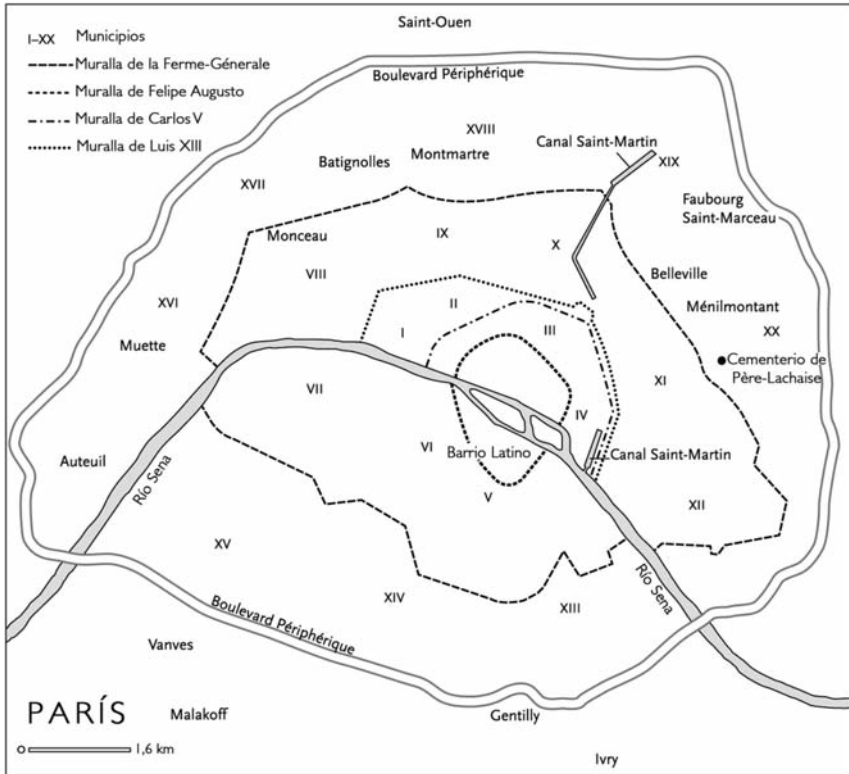 Saint-Ouen
I–XX Municipios
Muralla de la Ferme-Génerale
Muralla de Felipe Augusto
Muralla de Carlos V
Muralla de Luis XIII
Boulevard Périphérique
XVIII
Montmartre
Batignolles
Canal Saint-Martin
XIX
XVII
Faubourg
Saint-Marceau
Monceau
IX
X
VIII
Belleville
XVI
II
Ménilmontant
Muette
I
III
XX
Cementerio de
Père-Lachaise
VII
XI
IV
VI
Barrio Latino
Canal Saint-Martin
Auteuil
Río Sena
V
XII
XV
Río Sena
XIV
XIII
Boulevard Périphérique
Vanves
PARÍS
Malakoff
Gentilly
1,6 km
Ivry